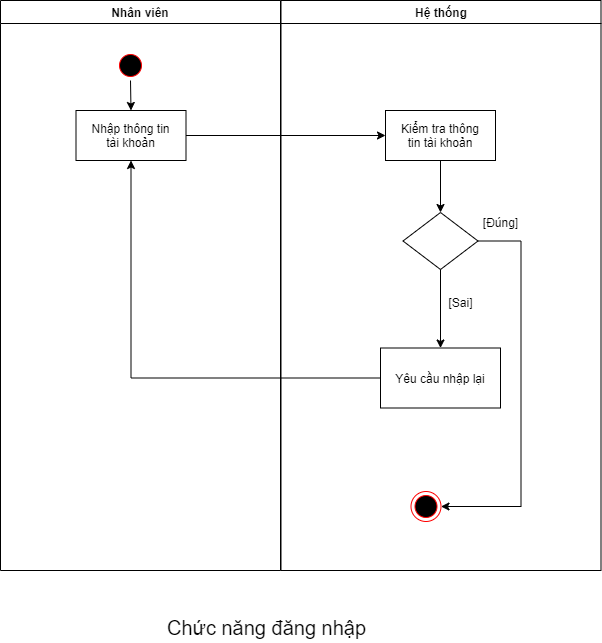 Nhân viên
Hệ thống
Nhập thông tin
tài khoản
Kiểm tra thông
tin tài khoản
[Đúng]
[Sai]
Yêu cầu nhập lại
Chức năng đăng nhập